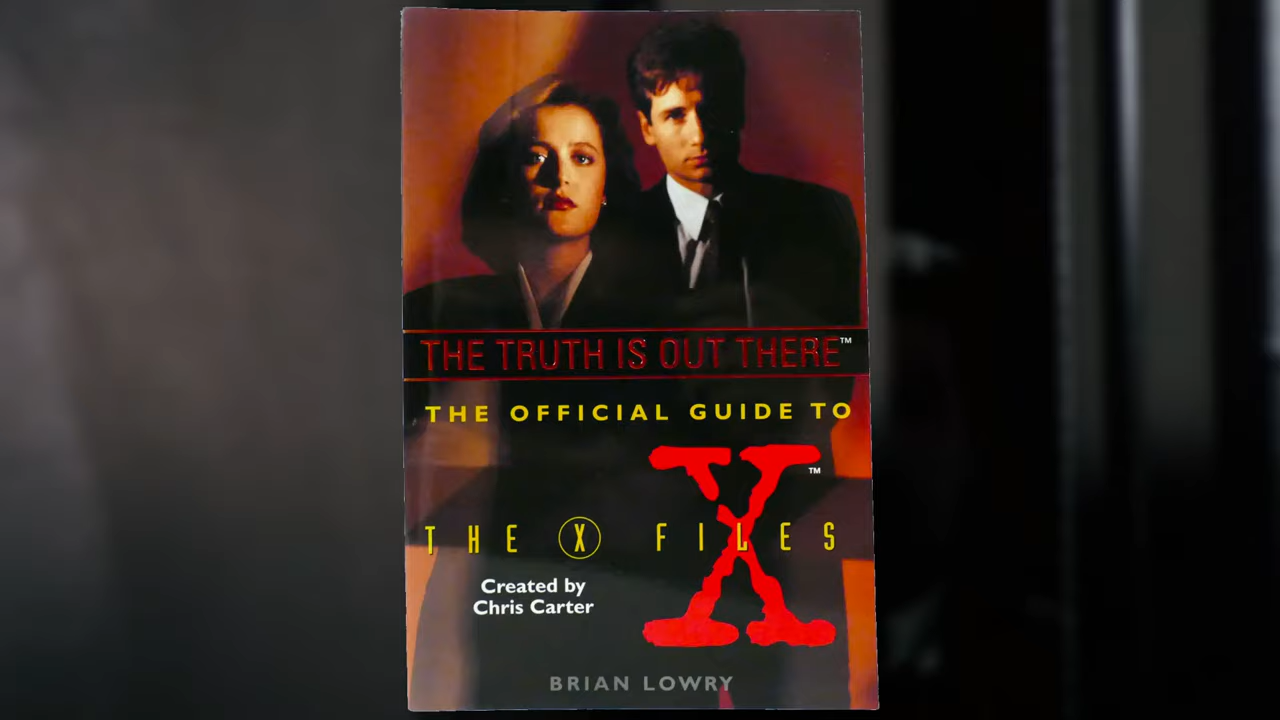 THE TRUTH IS OUT THERE™
THE OFFICIAL GUIDE TO
X™
THE X FILES
Created by
Chris Carter
BRIAN LOWRY